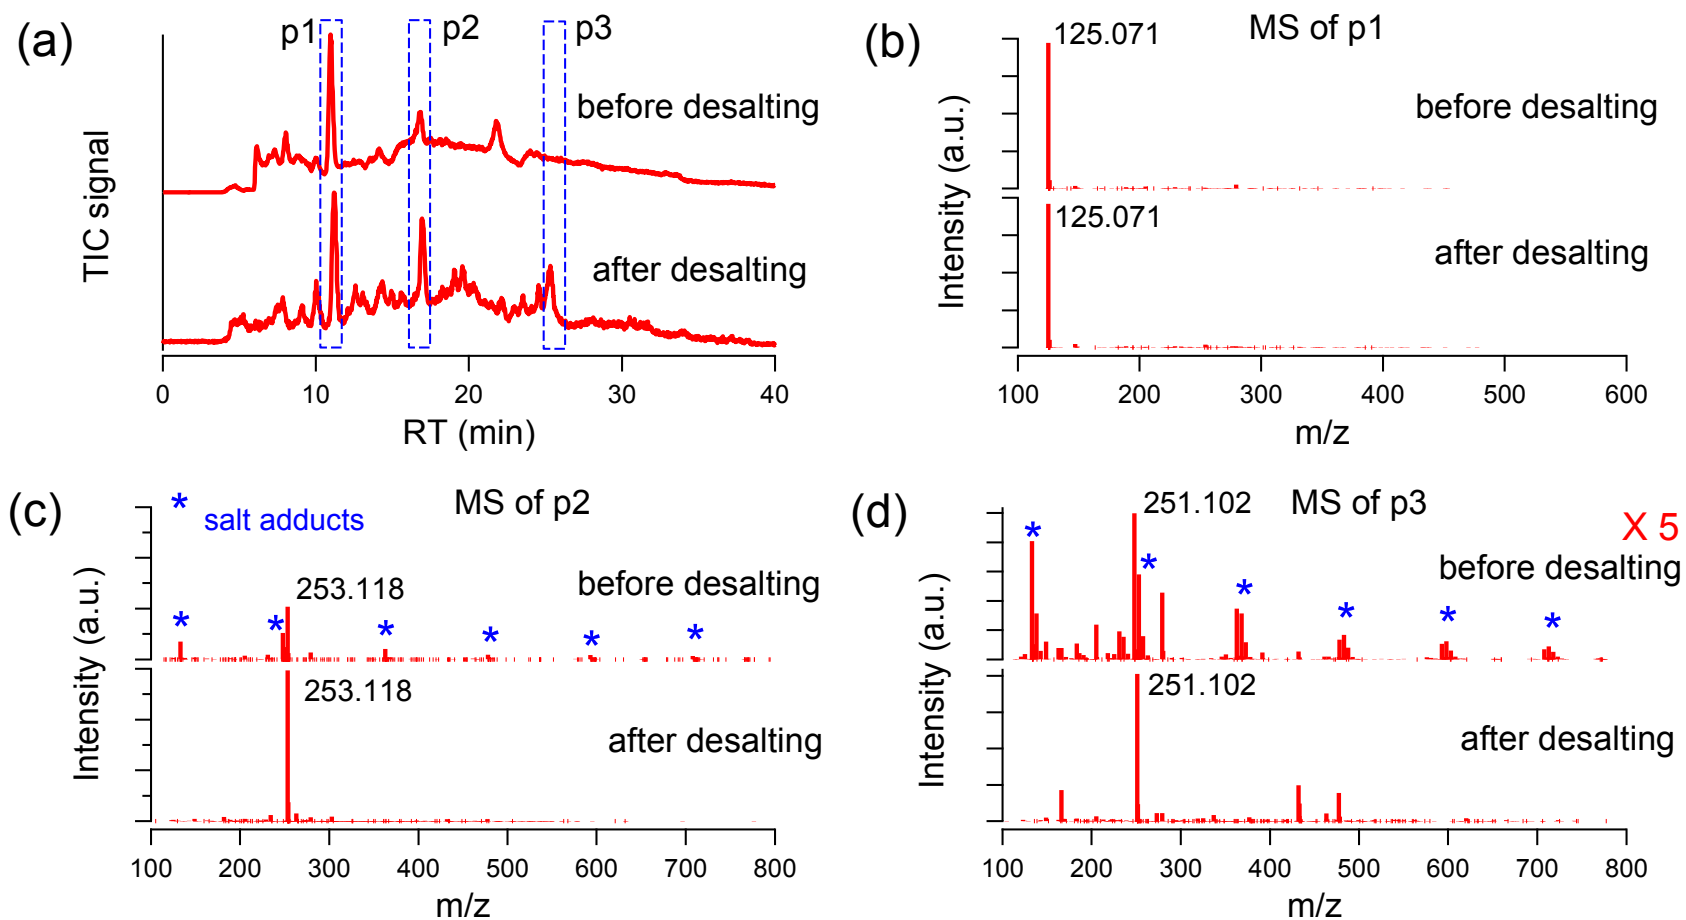 (a)
p1
p2
p3
before desalting
after desalting
TIC signal
0 10 20 30 40
RT (min)
(b)
MS of p1
125.071
before desalting
125.071
after desalting
Intensity (a.u.)
100 200 300 400 500 600
m/z
(c)
MS of p2
* salt adducts
before desalting
253.118
* * * * * *
253.118
after desalting
Intensity (a.u.)
100 200 300 400 500 600 700 800
m/z
(d)
MS of p3
251.102
X 5
before desalting
* * * * * *
251.102
after desalting
Intensity (a.u.)
100 200 300 400 500 600 700 800
m/z